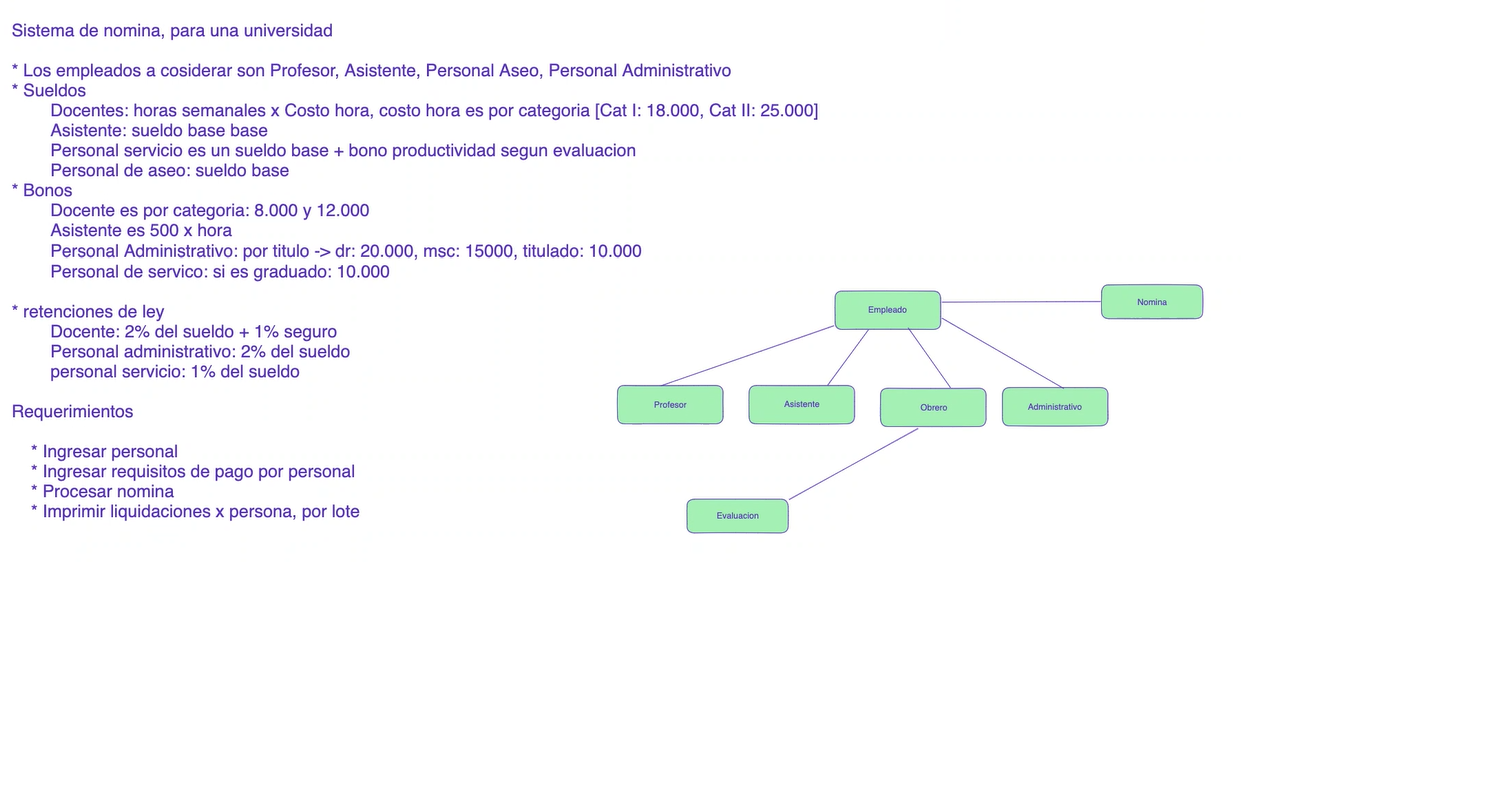 Sistema de nomina, para una universidad
* Los empleados a cosiderar son Profesor, Asistente, Personal Aseo, Personal Administrativo
* Sueldos
Docentes: horas semanales x Costo hora, costo hora es por categoria [Cat I: 18.000, Cat II: 25.000]
Asistente: sueldo base base
Personal servicio es un sueldo base + bono productividad segun evaluacion
Personal de aseo: sueldo base
* Bonos
Docente es por categoria: 8.000 y 12.000
Asistente es 500 x hora
Personal Administrativo: por titulo -> dr: 20.000, msc: 15000, titulado: 10.000
Personal de servico: si es graduado: 10.000
* retenciones de ley
Docente: 2% del sueldo + 1% seguro
Personal administrativo: 2% del sueldo
personal servicio: 1% del sueldo
Requerimientos
* Ingresar personal
* Ingresar requisitos de pago por personal
* Procesar nomina
* Imprimir liquidaciones x persona, por lote
Empleado
Nomina
Profesor
Asistente
Obrero
Administrativo
Evaluacion